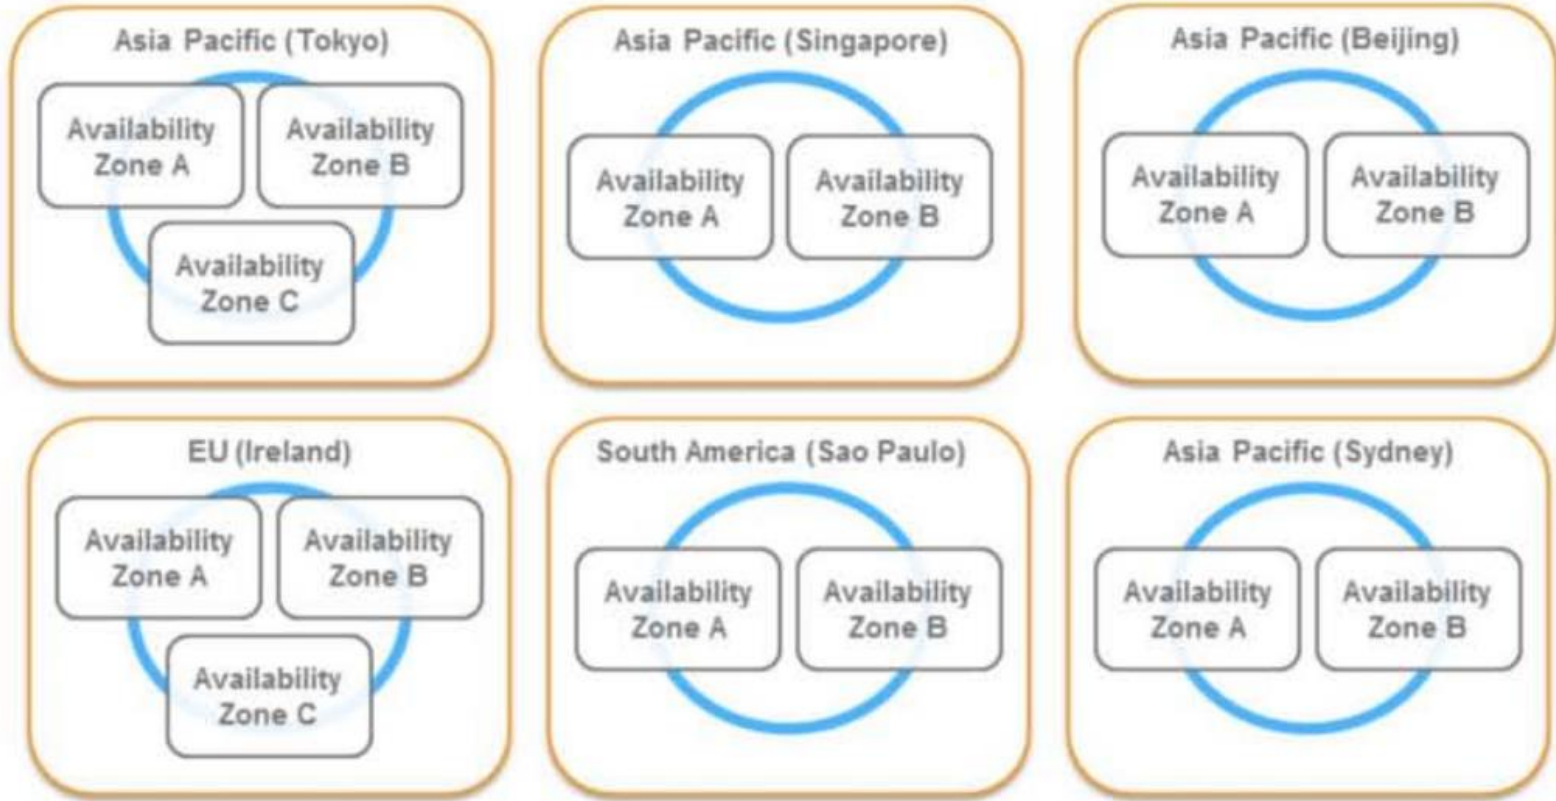 Asia Pacific (Tokyo)
Availability
Zone A
Availability
Zone B
Availability
Zone C
Asia Pacific (Singapore)
Availability
Zone A
Availability
Zone B
Asia Pacific (Beijing)
Availability
Zone A
Availability
Zone B
EU (Ireland)
Availability
Zone A
Availability
Zone B
Availability
Zone C
South America (Sao Paulo)
Availability
Zone A
Availability
Zone B
Asia Pacific (Sydney)
Availability
Zone A
Availability
Zone B